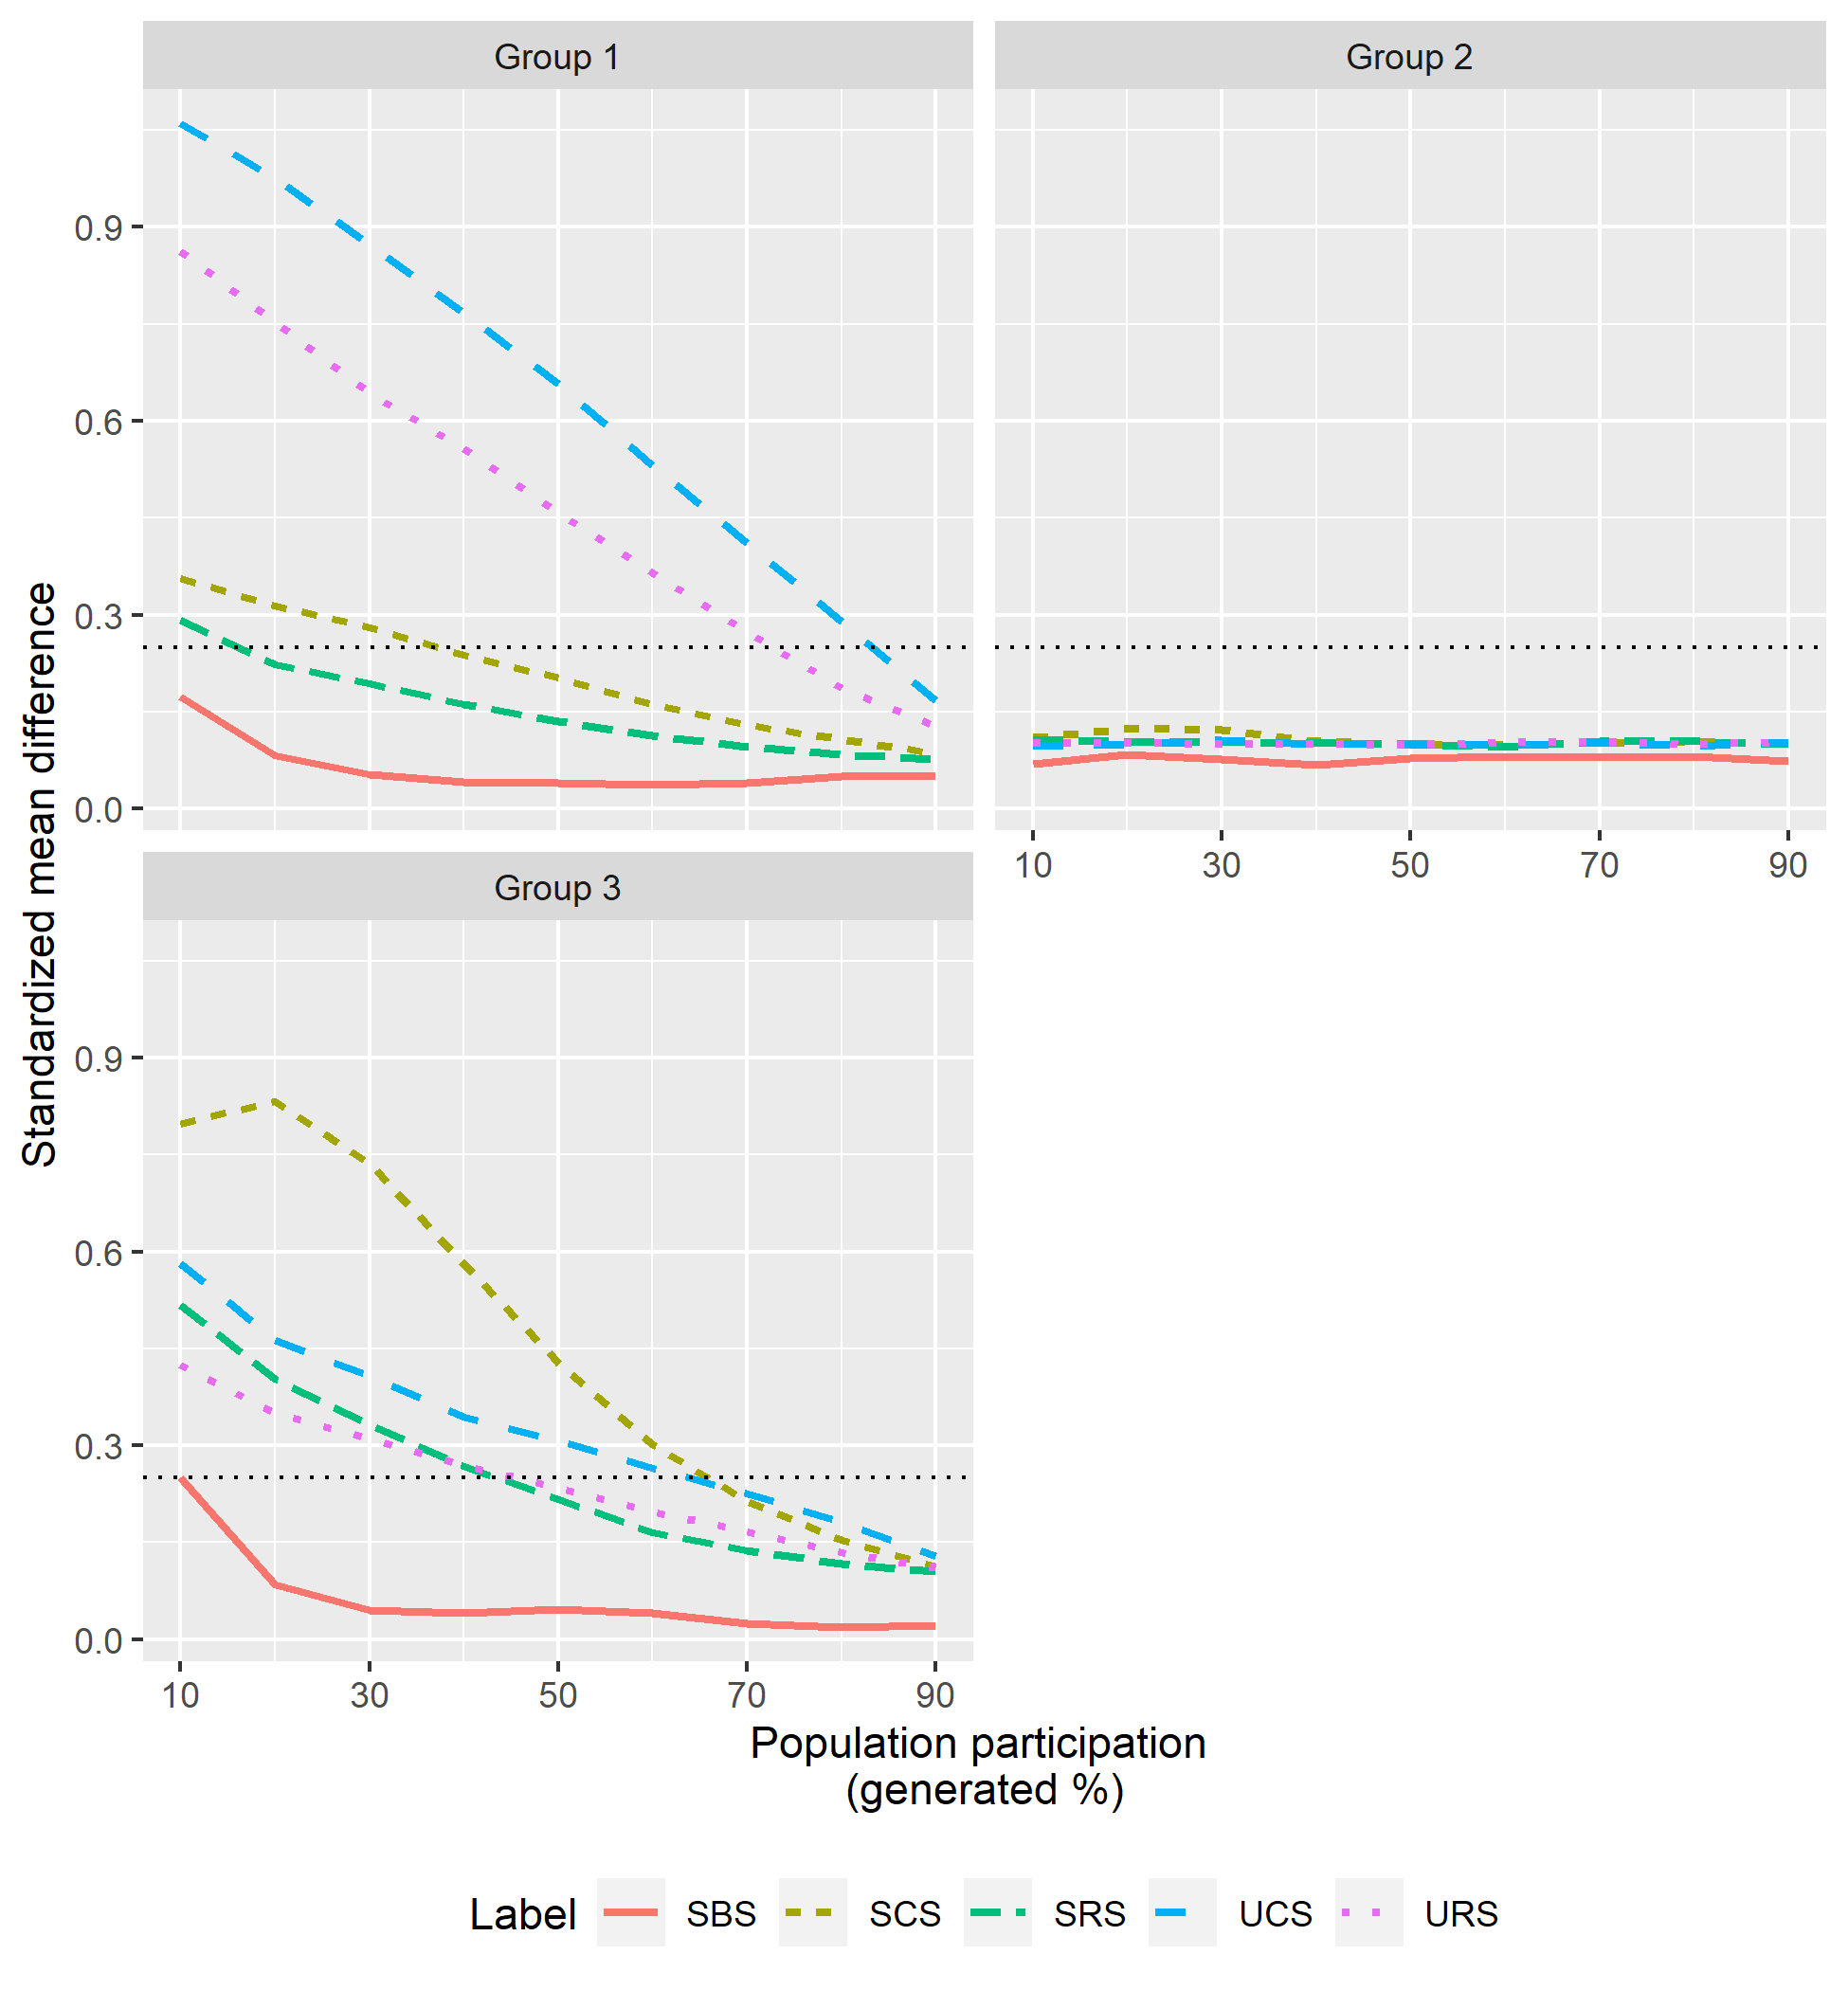 Group 1
Group 2
0.9
0.6
0.3
0.0
10 30 50 70 90
Group 3
0.9
0.6
0.3
0.0
10 30 50 70 90
Standardized mean difference
Population participation
(generated %)
Label SBS SCS SRS UCS URS